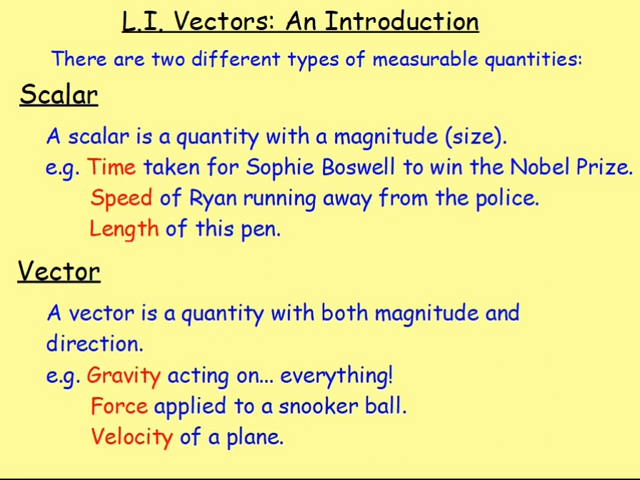 L.I. Vectors: An Introduction
There are two different types of measurable quantities:
Scalar
A scalar is a quantity with a magnitude (size).
e.g. Time taken for Sophie Boswell to win the Nobel Prize.
Speed of Ryan running away from the police.
Length of this pen.
Vector
A vector is a quantity with both magnitude and
direction.
e.g. Gravity acting on... everything!
Force applied to a snooker ball.
Velocity of a plane.